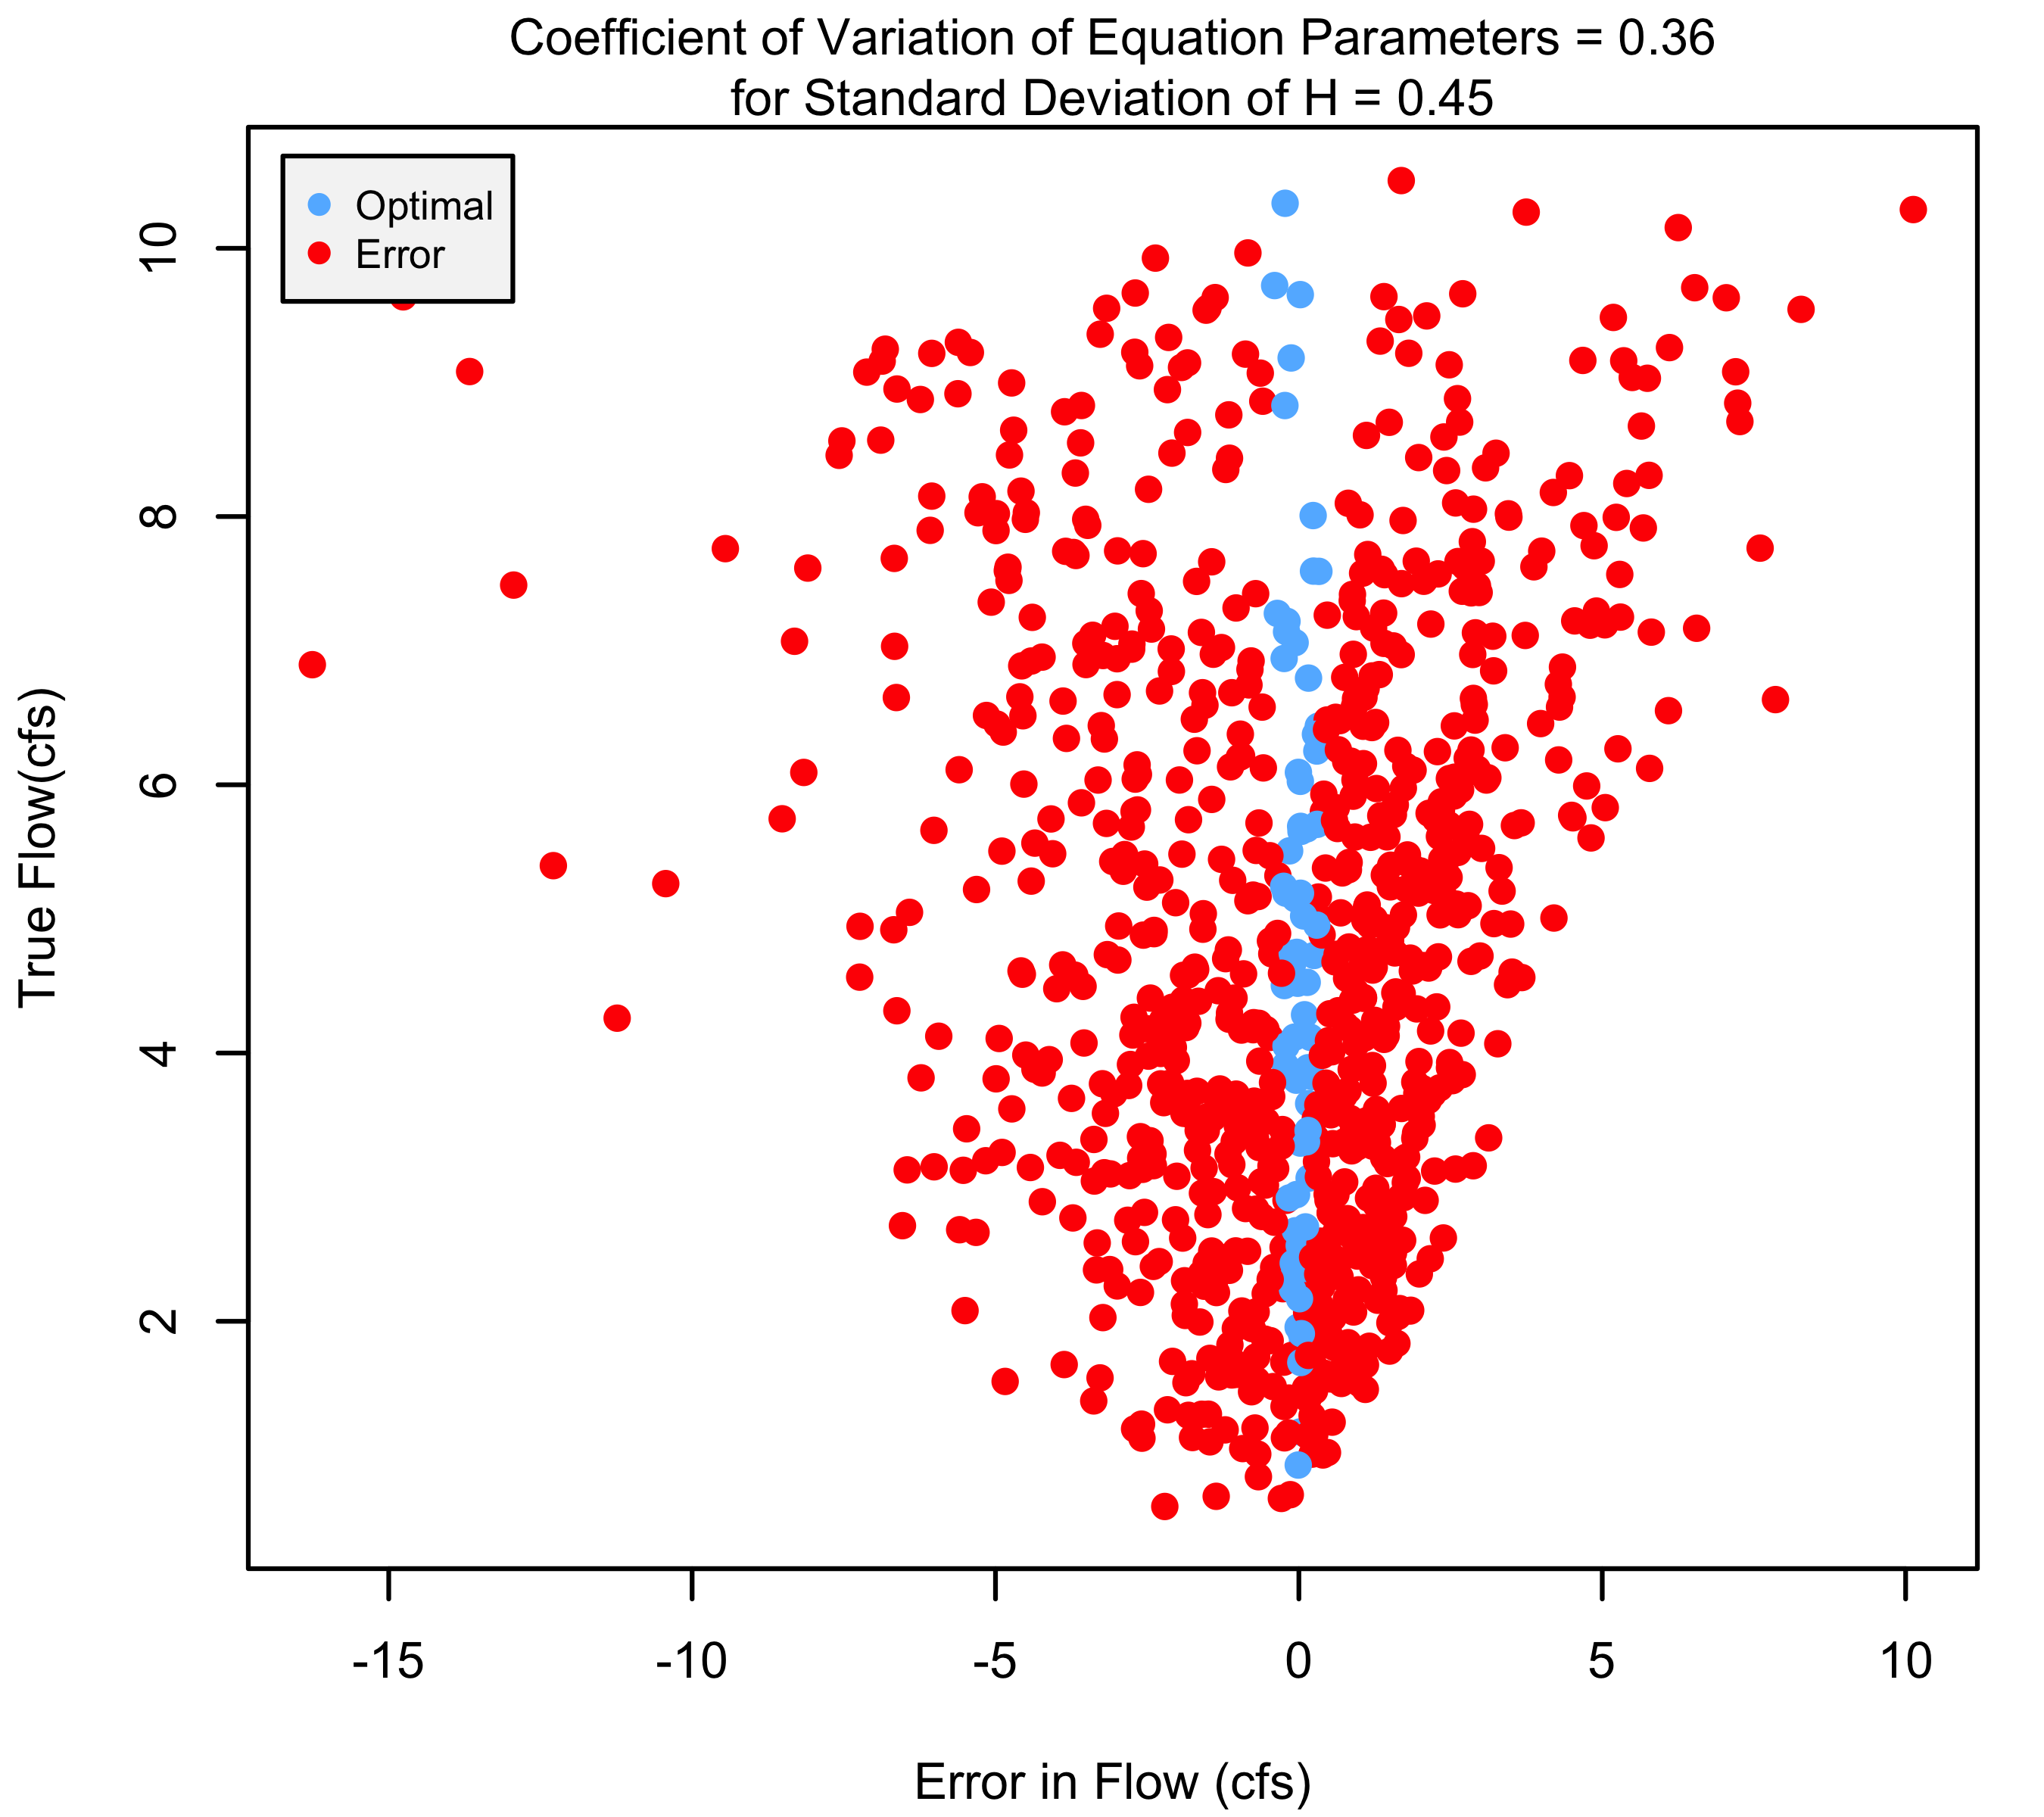 Coefficient of Variation of Equation Parameters = 0.36
for Standard Deviation of H = 0.45
Optimal
Error
True Flow(cfs)
10
8
6
4
2
-15 -10 -5 0 5 10
Error in Flow (cfs)